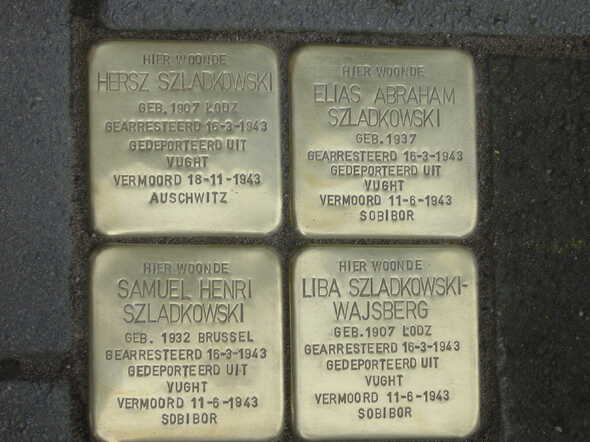 HIER WOONDE
HERSZ SZLADKOWSKI
GEB. 1907 LODZ
GEARRESTEERD 16-3-1943
GEDEPORTEERD UIT
VUGHT
VERMOORD 18-11-1943
AUSCHWITZ
HIER WOONDE
ELIAS ABRAHAM
SZLADKOWSKI
GEB. 1937
GEARRESTEERD 16-3-1943
GEDEPORTEERD UIT
VUGHT
VERMOORD 11-6-1943
SOBIBOR
HIER WOONDE
SAMUEL HENRI
SZLADKOWSKI
GEB. 1932 BRUSSEL
GEARRESTEERD 16-3-1943
GEDEPORTEERD UIT
VUGHT
VERMOORD 11-6-1943
SOBIBOR
HIER WOONDE
LIBA SZLADKOWSKI-
WAJSBERG
GEB. 1907 LODZ
GEARRESTEERD 16-3-1943
GEDEPORTEERD UIT
VUGHT
VERMOORD 11-6-1943
SOBIBOR